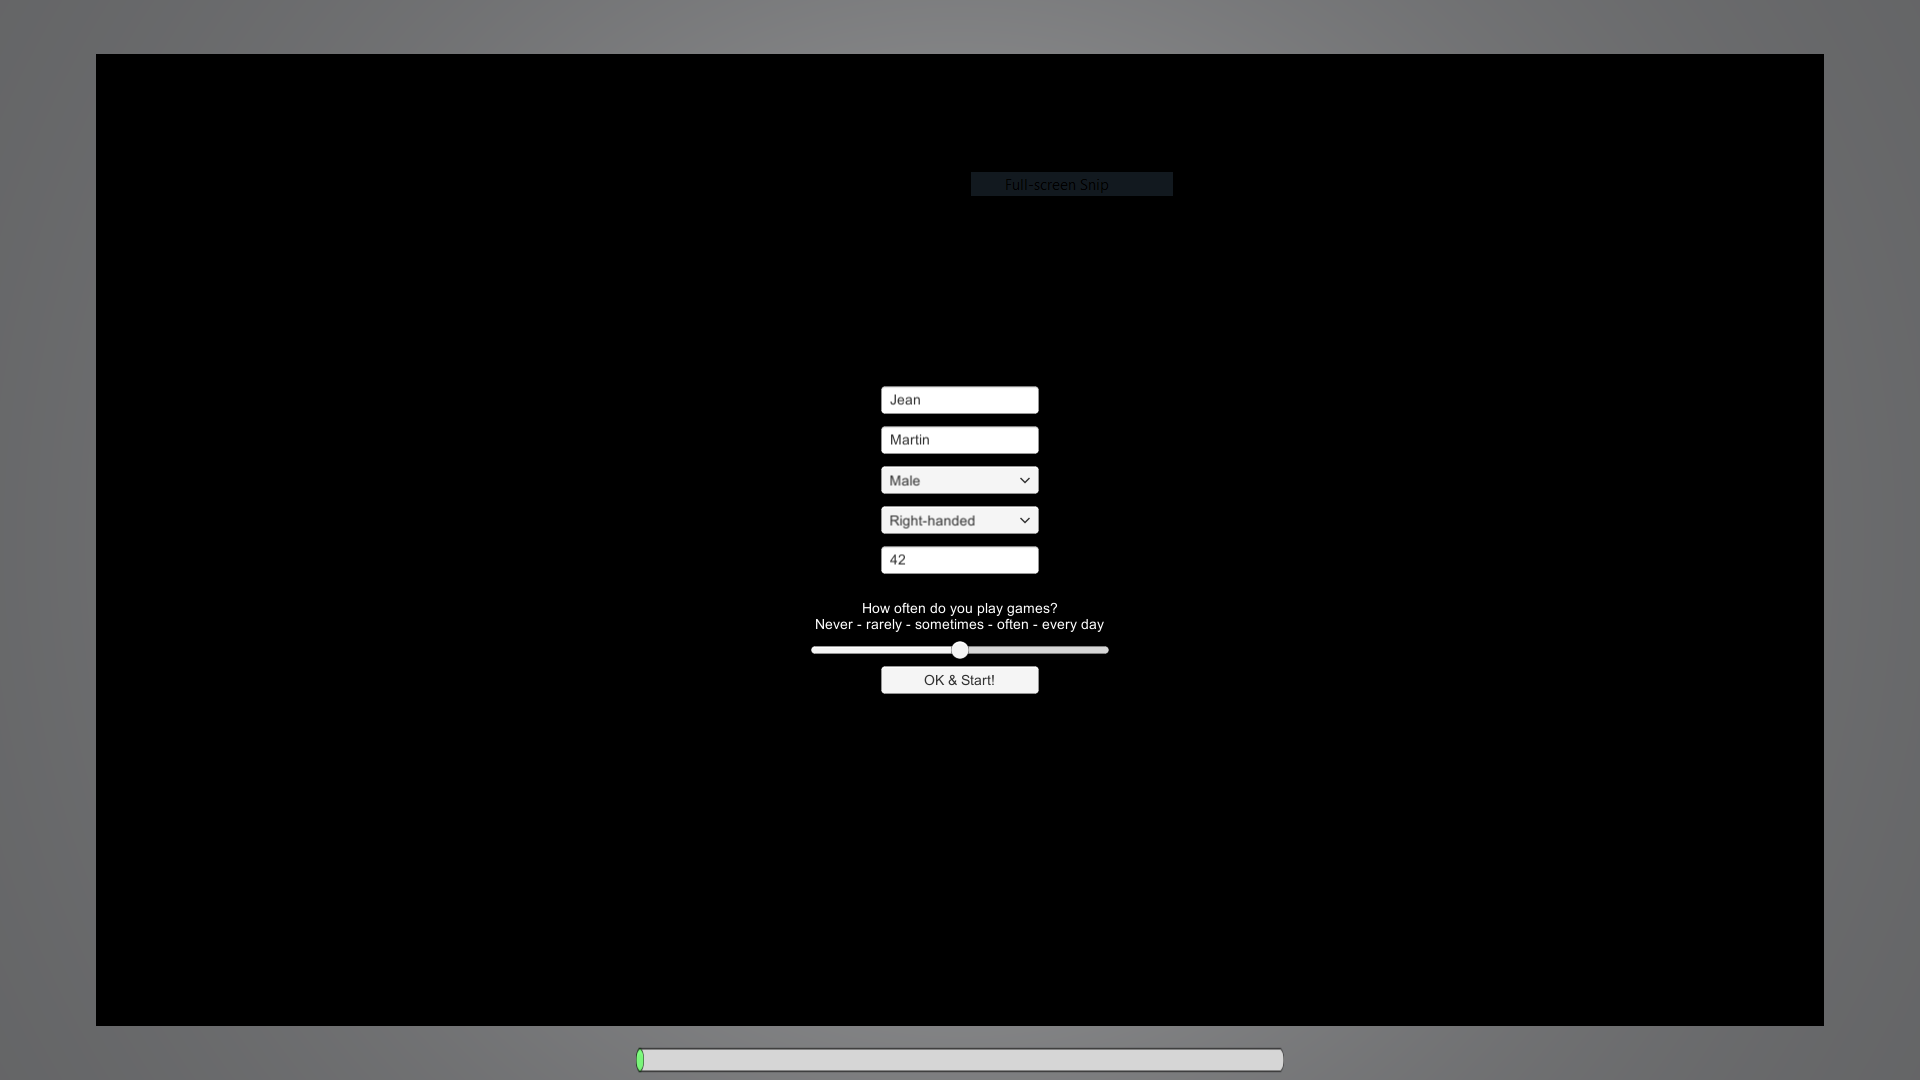 Full-screen Snip
Jean
Martin
Male
Right-handed
42
How often do you play games?
Never - rarely - sometimes - often - every day
OK & Start!